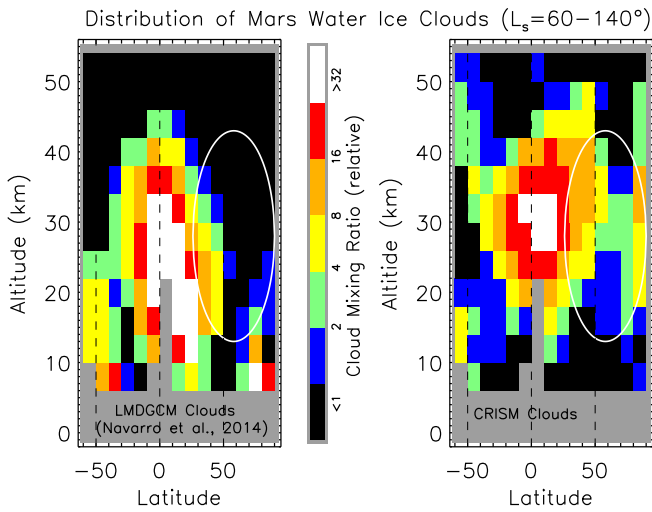 Distribution of Mars Water Ice Clouds (Ls=60−140°)
Altitude (km)
50
40
30
20
10
0
LMDGCM Clouds
(Navarro et al., 2014)
−50 0 50
Latitude
>32
16
8
4
2
<1
Cloud Mixing Ratio (relative)
Altitide (km)
50
40
30
20
10
0
CRISM Clouds
−50 0 50
Latitude